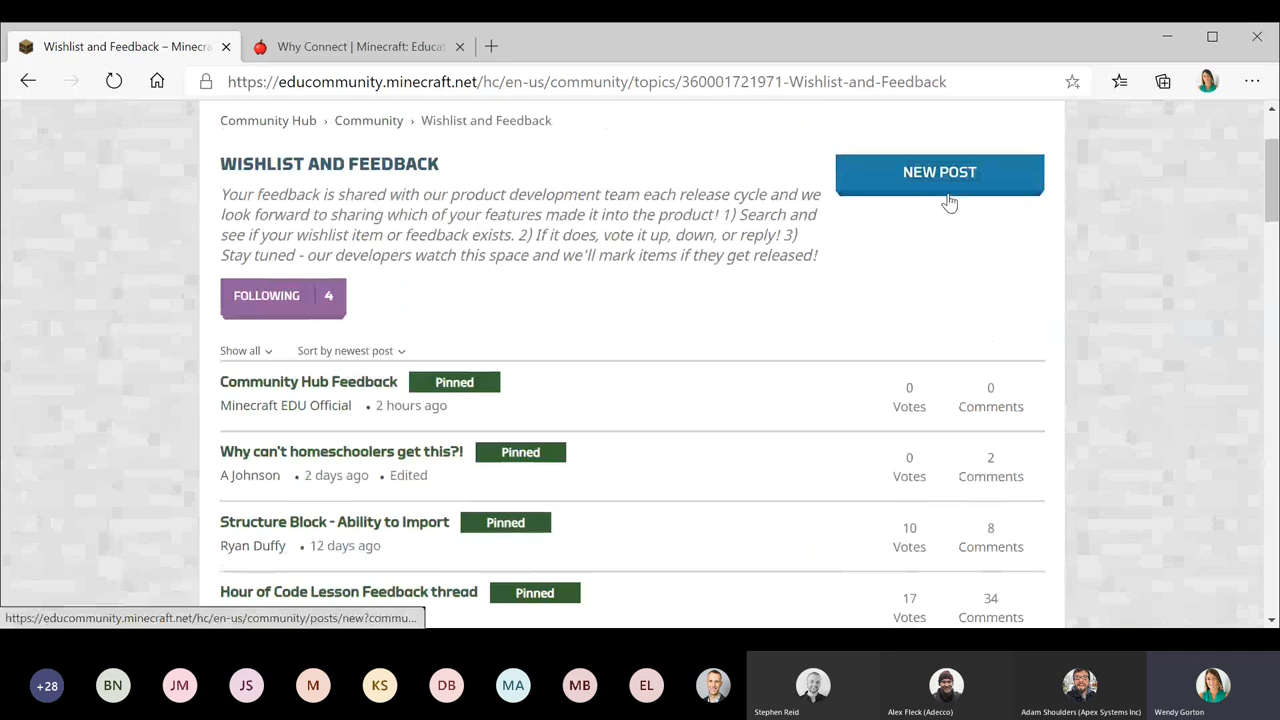 Wishlist and Feedback – Minecra
Why Connect | Minecraft: Educat
https://educommunity.minecraft.net/hc/en-us/community/topics/360001721971-Wishlist-and-Feedback
Community Hub › Community › Wishlist and Feedback
WISHLIST AND FEEDBACK
NEW POST
Your feedback is shared with our product development team each release cycle and we
look forward to sharing which of your features made it into the product! 1) Search and
see if your wishlist item or feedback exists. 2) If it does, vote it up, down, or reply! 3)
Stay tuned - our developers watch this space and we'll mark items if they get released!
FOLLOWING 4
Show all Sort by newest post
Community Hub Feedback Pinned 0 0
Minecraft EDU Official • 2 hours ago Votes Comments
Why can't homeschoolers get this?! Pinned 0 2
A Johnson • 2 days ago • Edited Votes Comments
Structure Block - Ability to Import Pinned 10 8
Ryan Duffy • 12 days ago Votes Comments
Hour of Code Lesson Feedback thread Pinned 17 34
Votes Comments
https://educommunity.minecraft.net/hc/en-us/community/posts/new?commu...
+28 BN JM JS M KS DB MA MB EL
Stephen Reid Alex Fleck (Adecco) Adam Shoulders (Apex Systems Inc) Wendy Gorton